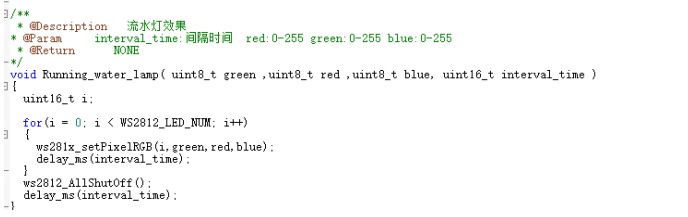 /**
 * @Description   流水灯效果
 * @Param     interval_time:间隔时间  red:0-255 green:0-255 blue:0-255
 * @Return      NONE
*/
void Running_water_lamp( uint8_t green ,uint8_t red ,uint8_t blue, uint16_t interval_time )
{
  uint16_t i;
  for(i = 0; i < WS2812_LED_NUM; i++)
  {
    ws281x_setPixelRGB(i,green,red,blue);
    delay_ms(interval_time);
  }
  ws2812_AllShutOff();
  delay_ms(interval_time);
}